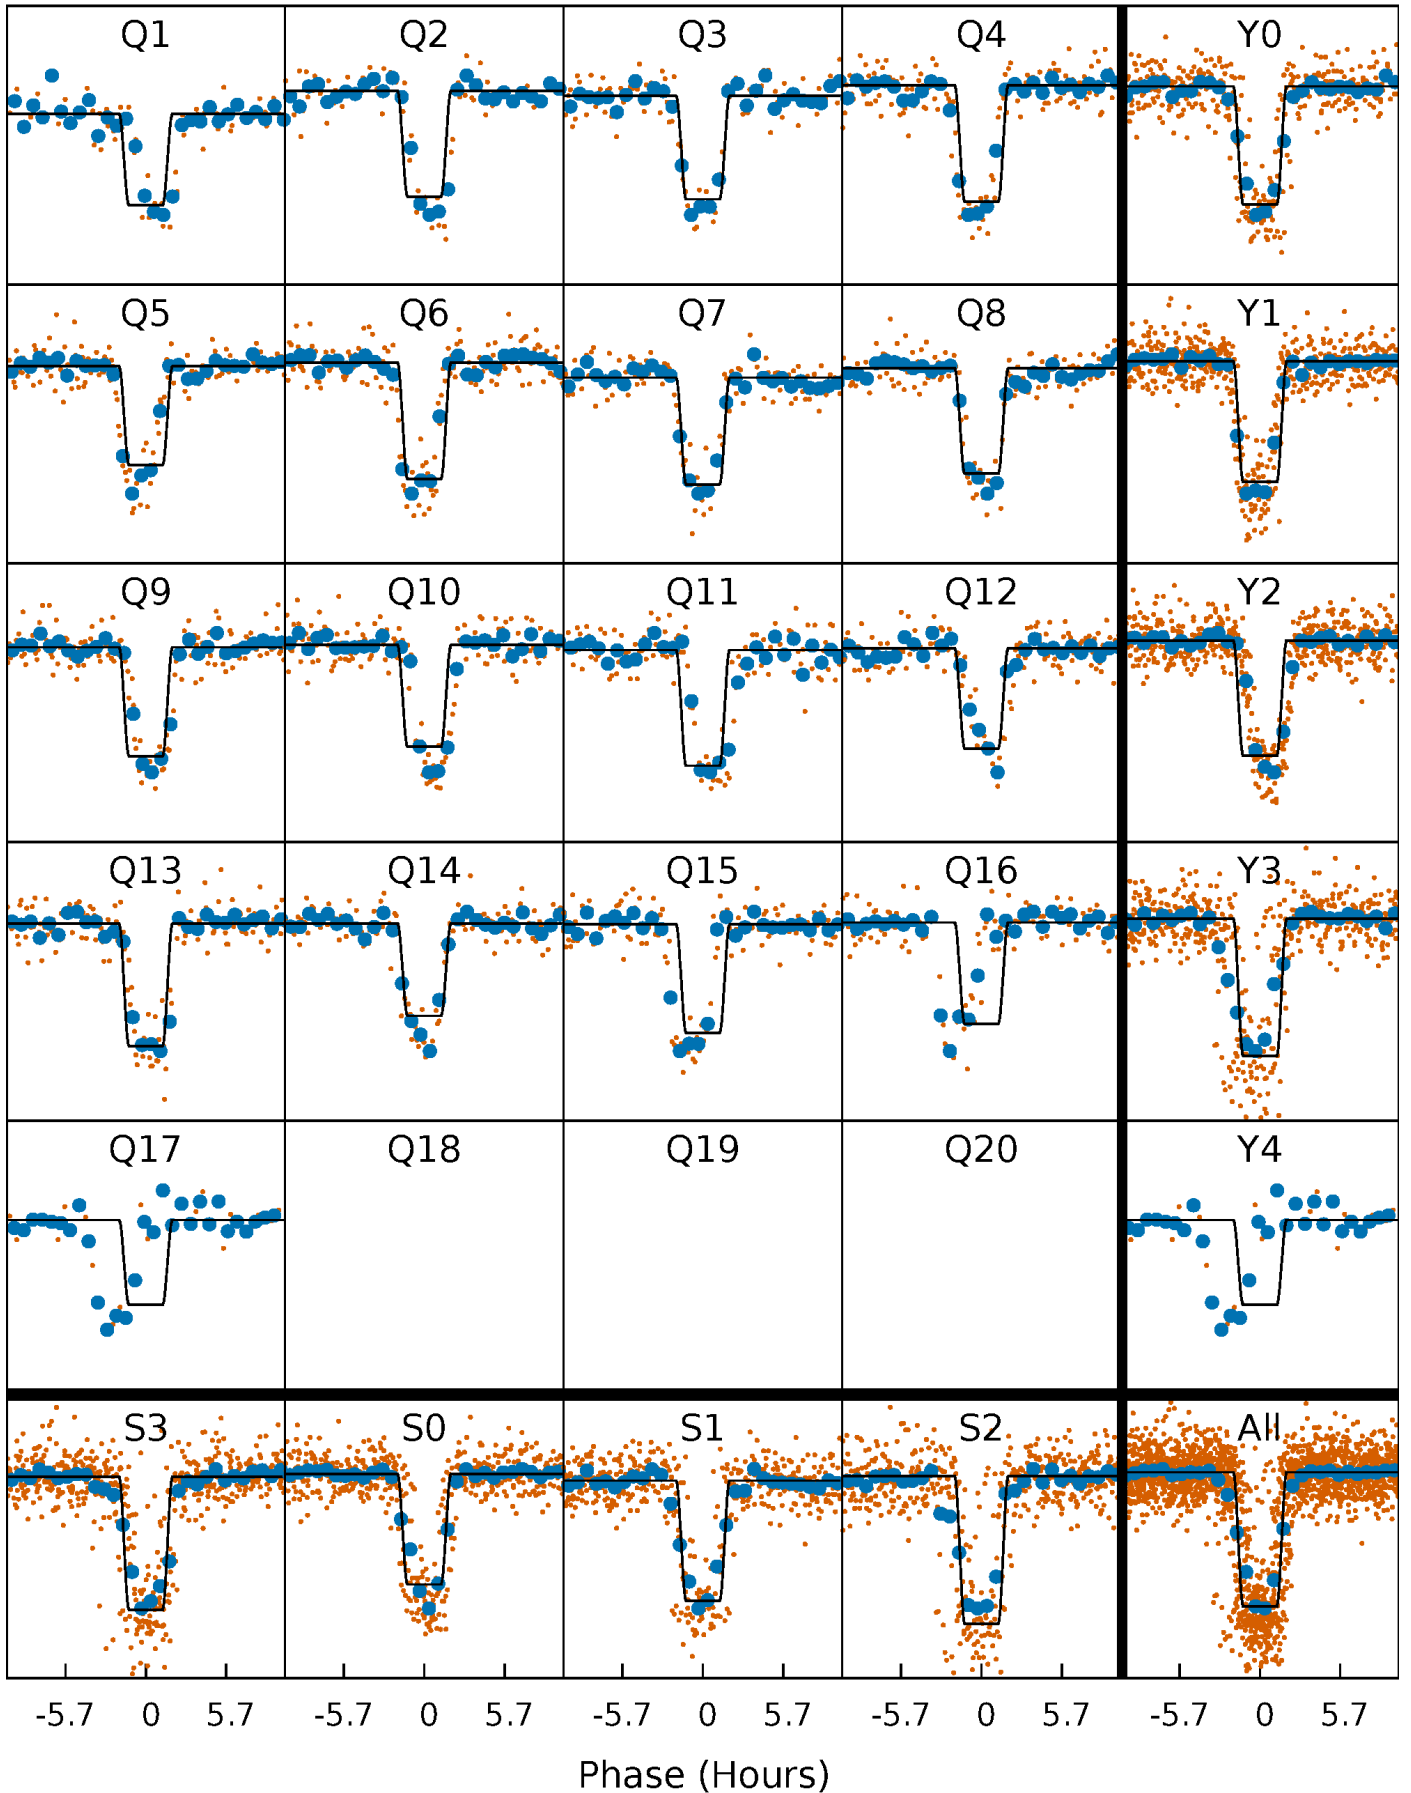 Q1 Q2 Q3 Q4 Y0
Q5 Q6 Q7 Q8 Y1
Q9 Q10 Q11 Q12 Y2
Q13 Q14 Q15 Q16 Y3
Q17 Q18 Q19 Q20 Y4
S3 S0 S1 S2 All
-5.7 0 5.7 -5.7 0 5.7 -5.7 0 5.7 -5.7 0 5.7 -5.7 0 5.7
Phase (Hours)